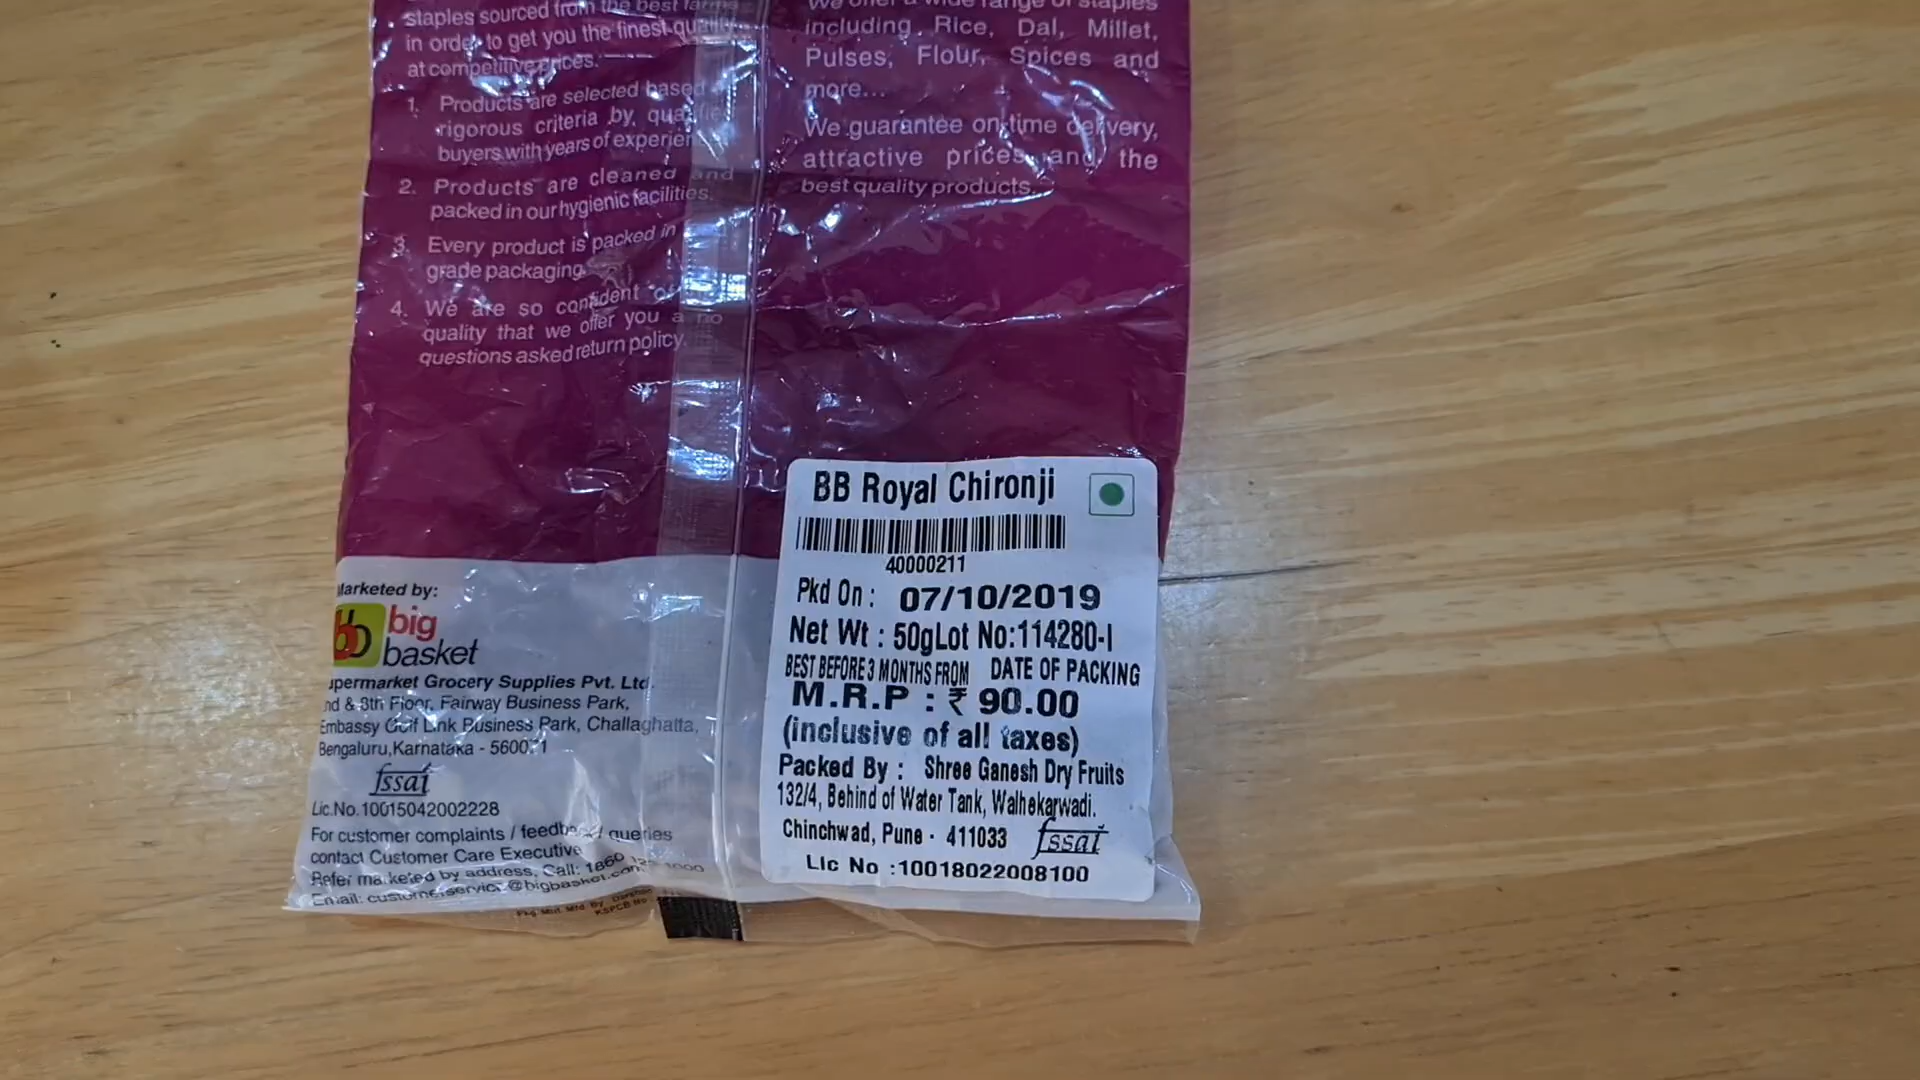 staples sourced from the best farms
in order to get you the finest quality
at competitive prices.
1. Products are selected based
rigorous criteria by
buyers with years of
2. Products are cleaned and
packed in our hygienic facilities.
3. Every product is packed in
grade packaging
4. We are so confident of
quality that we offer you a no
questions asked return policy.
We offer a wide range of staples
including Rice, Dal, Millet,
Pulses, Flour, Spices and
more...
We guarantee on time delivery,
attractive prices and the
best quality products.
Marketed by:
bb big
basket
Grocery Supplies Pvt. Ltd.
& 8th Floor, Fairway Business Park,
Embassy Golf Link Business Park, Challaghatta,
Bengaluru, Karnataka - 560071
fssai
Lic.No.10015042002228
For customer complaints / feedback / queries
contact Customer Care Executive
Refer marketed by address, Call: 1860 123 1000
Email: customerservice@bigbasket.com
BB Royal Chironji
40000211
Pkd On : 07/10/2019
Net Wt : 50gLot No:114280-I
BEST BEFORE 3 MONTHS FROM DATE OF PACKING
M.R.P : ₹ 90.00
(inclusive of all taxes)
Packed By : Shree Ganesh Dry Fruits
132/4, Behind of Water Tank, Walhekarwadi.
Chinchwad, Pune - 411033 fssai
Lic No :10018022008100